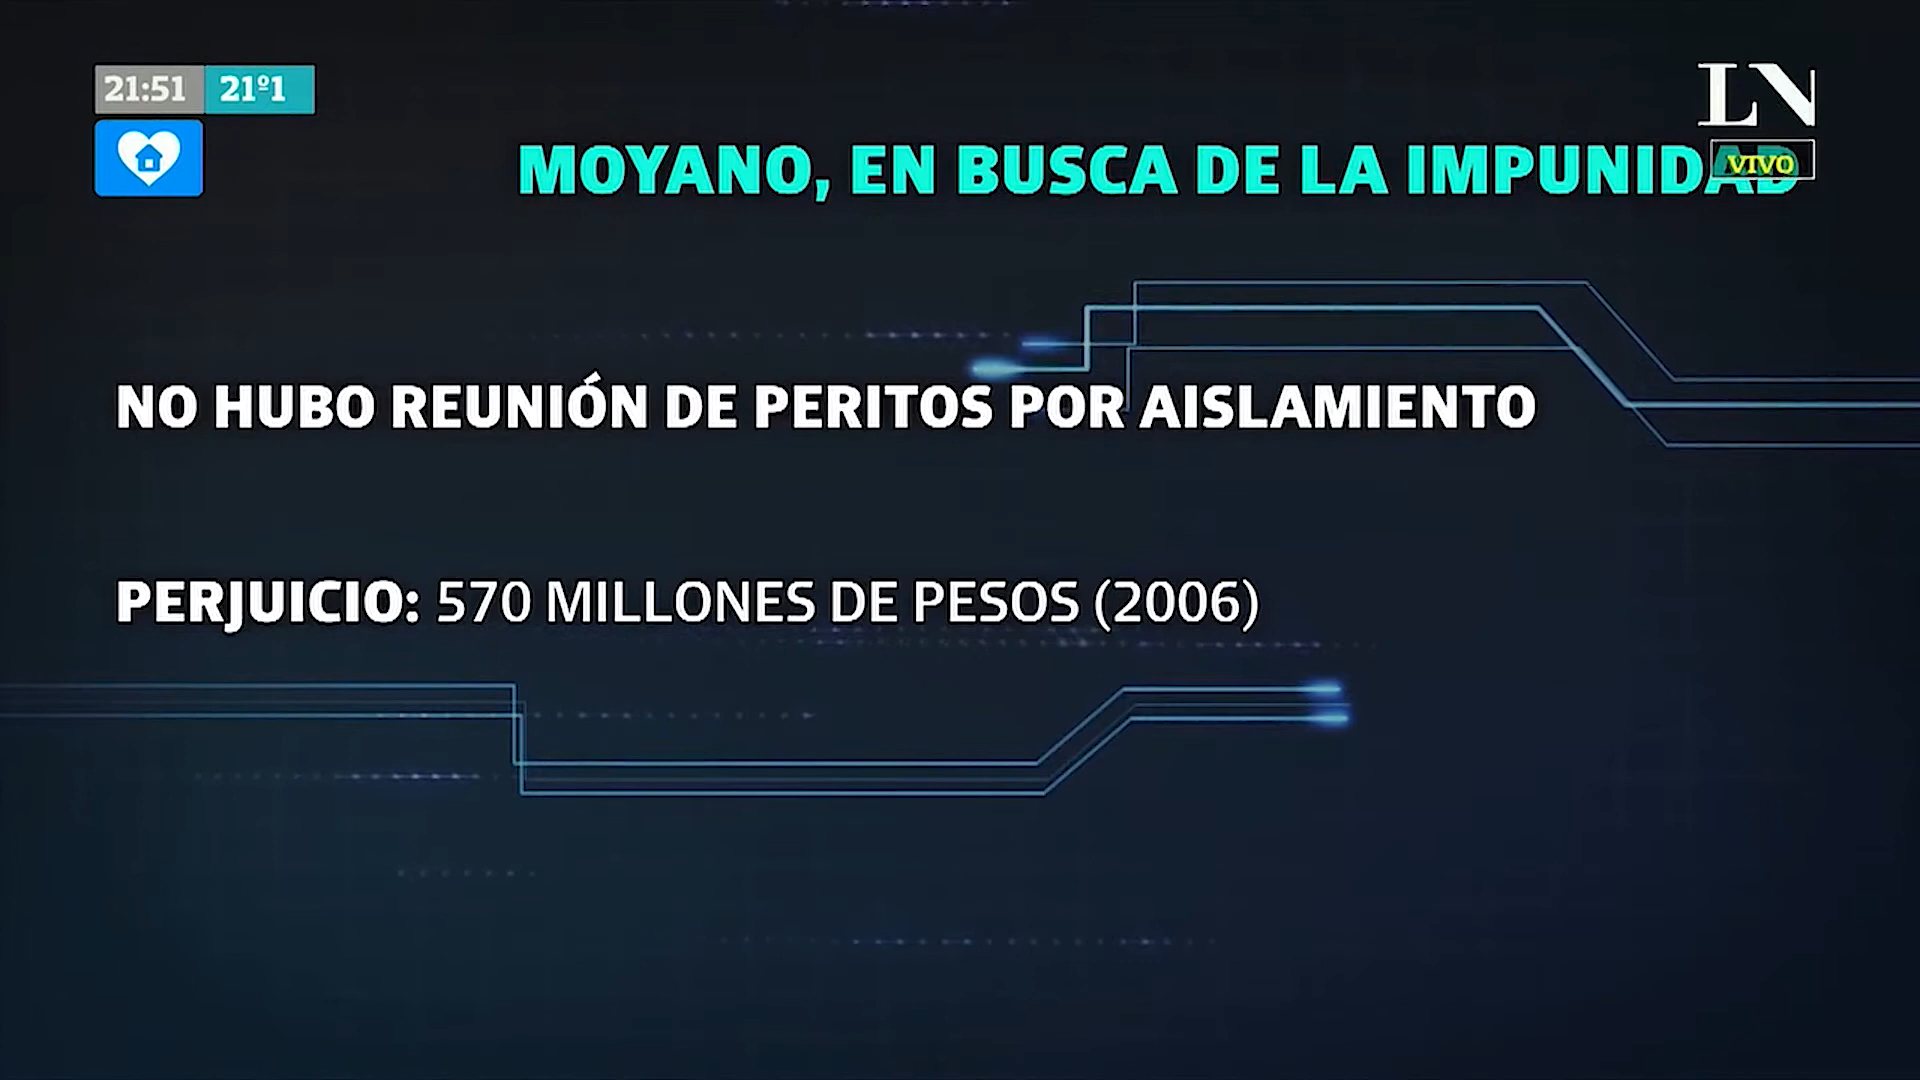 21:51 21º1
LN
VIVO
MOYANO, EN BUSCA DE LA IMPUNIDAD
NO HUBO REUNIÓN DE PERITOS POR AISLAMIENTO
PERJUICIO: 570 MILLONES DE PESOS (2006)